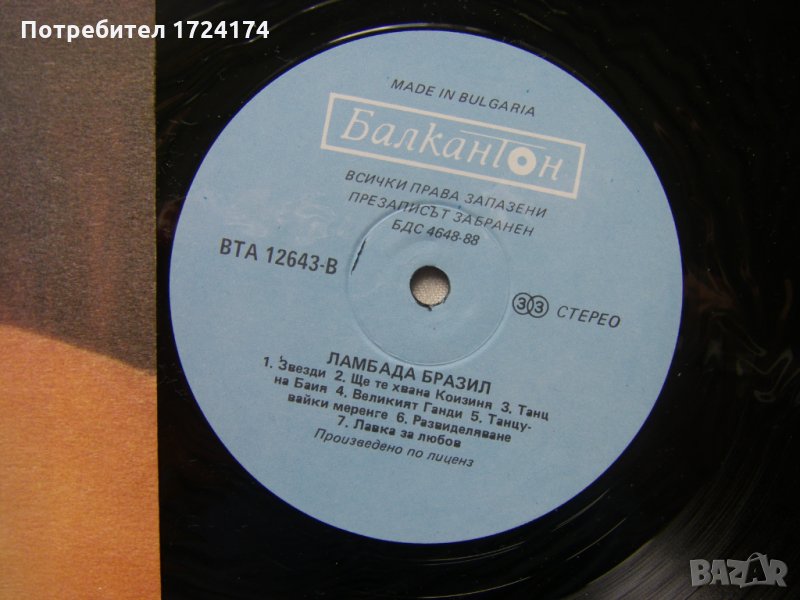 Потребител 1724174
MADE IN BULGARIA
Балкантон
ВСИЧКИ ПРАВА ЗАПАЗЕНИ
ПРЕЗАПИСЪТ ЗАБРАНЕН
БДС 4648-88
ВТА 12643-В
33 СТЕРЕО
ЛАМБАДА БРАЗИЛ
1. Звезди 2. Ще те хвана Коизиня 3. Танц
на Баия 4. Великият Ганди 5. Танцу-
вайки меренге 6. Развиделяване
7. Лавка за любов
Произведено по лиценз
BAZAR